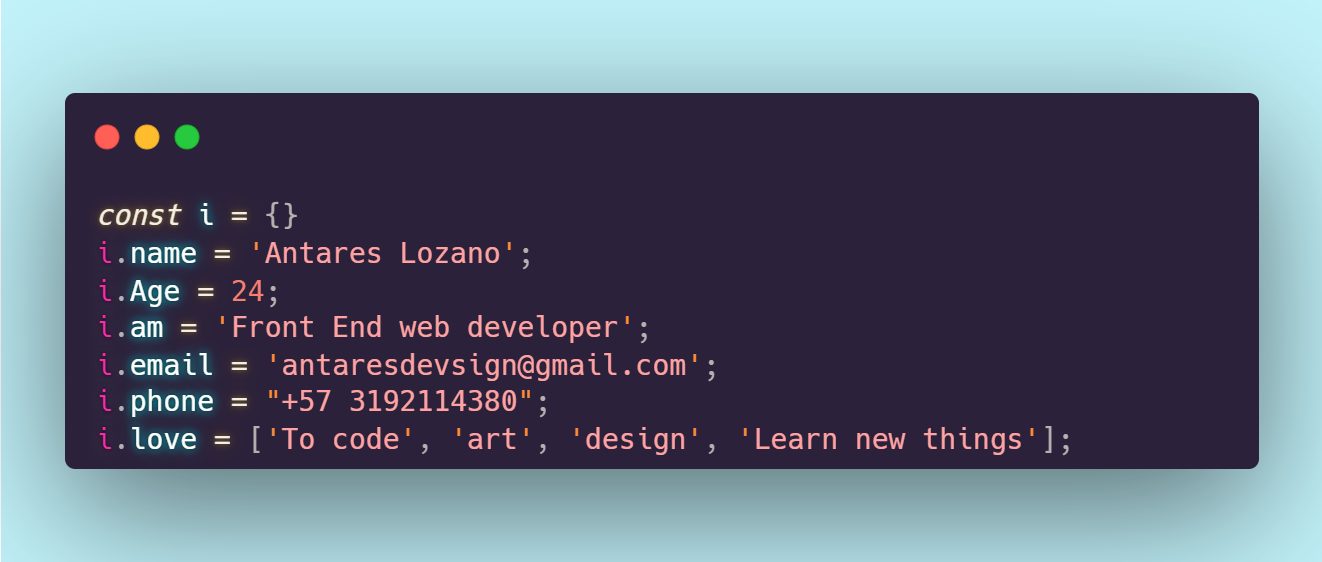 const i = {}
i.name = 'Antares Lozano';
i.Age = 24;
i.am = 'Front End web developer';
i.email = 'antaresdevsign@gmail.com';
i.phone = "+57 3192114380";
i.love = ['To code', 'art', 'design', 'Learn new things'];